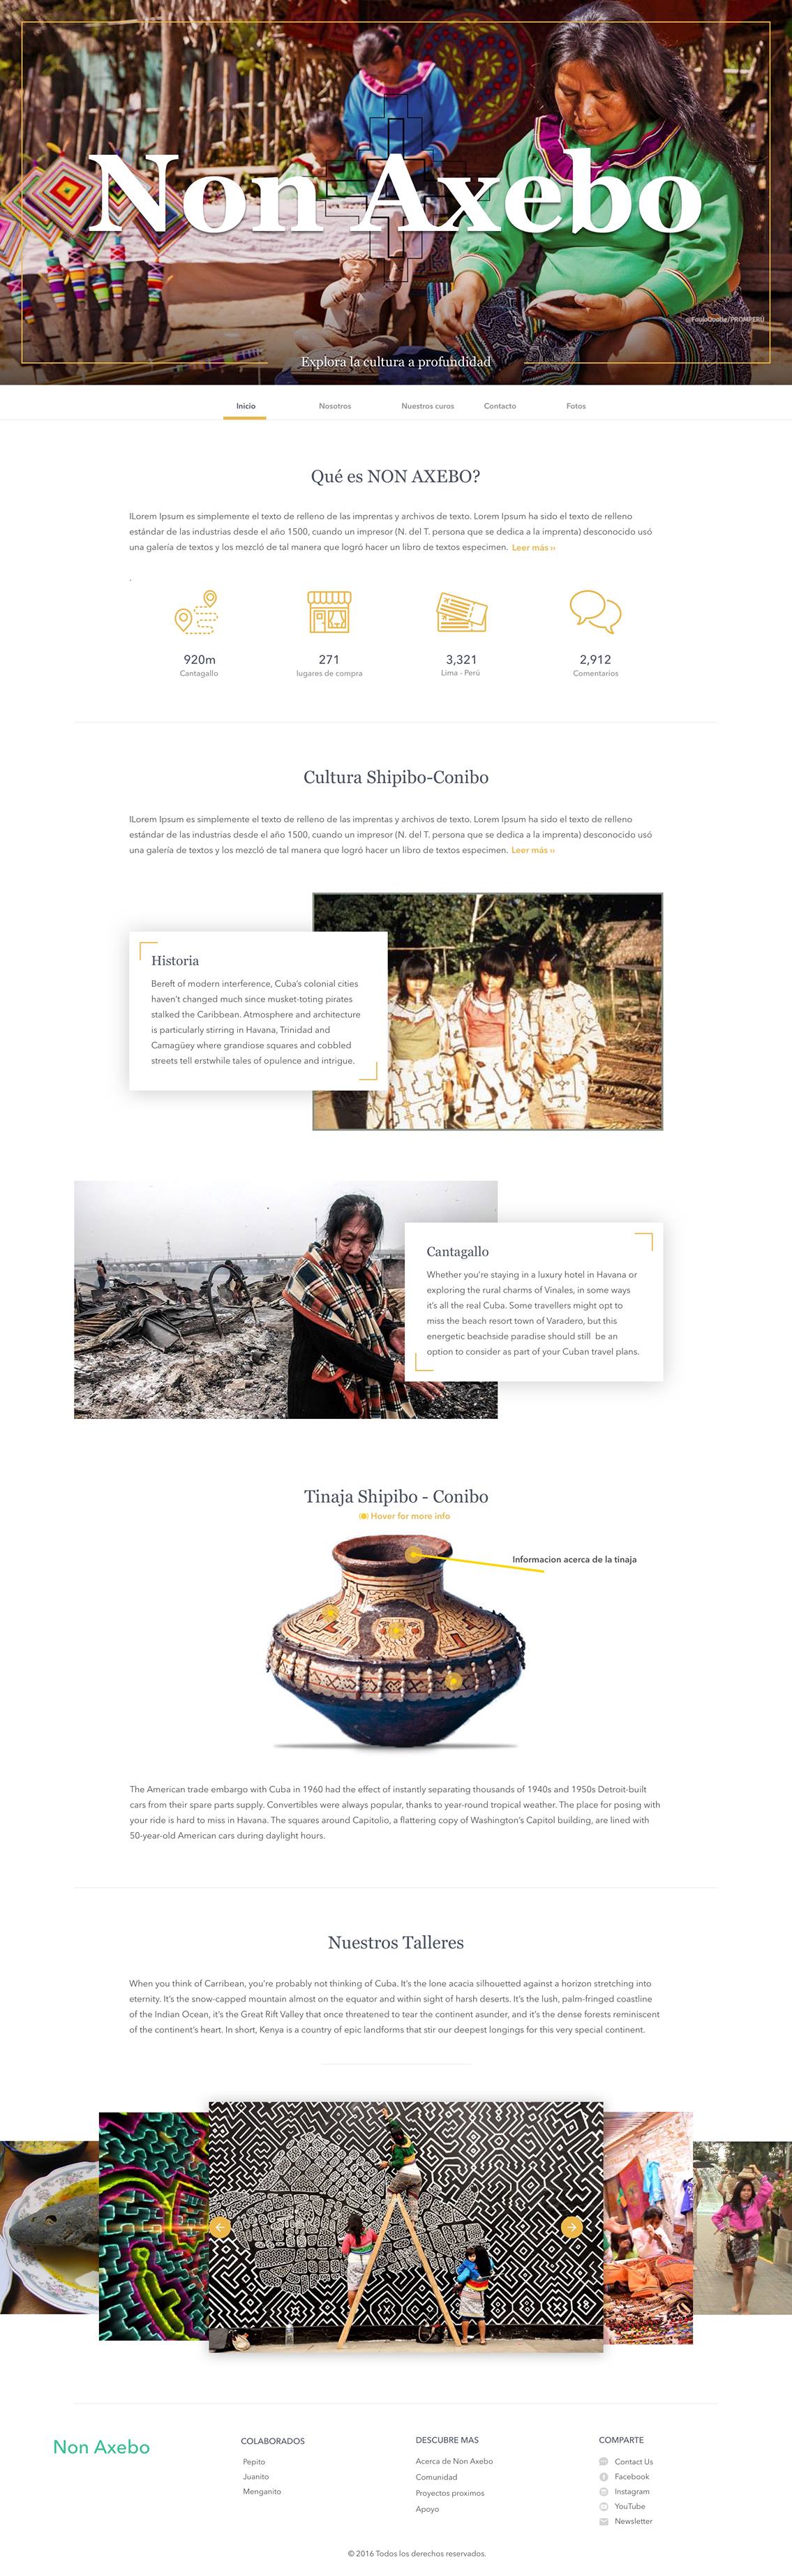 Non Axebo
Explora la cultura a profundidad
Inicio
Nosotros
Nuestros curos
Contacto
Fotos
Qué es NON AXEBO?
ILorem Ipsum es simplemente el texto de relleno de las imprentas y archivos de texto. Lorem Ipsum ha sido el texto de relleno
estándar de las industrias desde el año 1500, cuando un impresor (N. del T. persona que se dedica a la imprenta) desconocido usó
una galería de textos y los mezcló de tal manera que logró hacer un libro de textos especimen. Leer más ››
.
920m
Cantagallo
271
lugares de compra
3,321
Lima - Perú
2,912
Comentarios
Cultura Shipibo-Conibo
ILorem Ipsum es simplemente el texto de relleno de las imprentas y archivos de texto. Lorem Ipsum ha sido el texto de relleno
estándar de las industrias desde el año 1500, cuando un impresor (N. del T. persona que se dedica a la imprenta) desconocido usó
una galería de textos y los mezcló de tal manera que logró hacer un libro de textos especimen. Leer más ››
Historia
Bereft of modern interference, Cuba's colonial cities
haven't changed much since musket-toting pirates
stalked the Caribbean. Atmosphere and architecture
is particularly stirring in Havana, Trinidad and
Camagüey where grandiose squares and cobbled
streets tell erstwhile tales of opulence and intrigue.
Cantagallo
Whether you're staying in a luxury hotel in Havana or
exploring the rural charms of Vinales, in some ways
it's all the real Cuba. Some travellers might opt to
miss the beach resort town of Varadero, but this
energetic beachside paradise should still be an
option to consider as part of your Cuban travel plans.
Tinaja Shipibo - Conibo
Hover for more info
Informacion acerca de la tinaja
The American trade embargo with Cuba in 1960 had the effect of instantly separating thousands of 1940s and 1950s Detroit-built
cars from their spare parts supply. Convertibles were always popular, thanks to year-round tropical weather. The place for posing with
your ride is hard to miss in Havana. The squares around Capitolio, a flattering copy of Washington's Capitol building, are lined with
50-year-old American cars during daylight hours.
Nuestros Talleres
When you think of Carribean, you're probably not thinking of Cuba. It's the lone acacia silhouetted against a horizon stretching into
eternity. It's the snow-capped mountain almost on the equator and within sight of harsh deserts. It's the lush, palm-fringed coastline
of the Indian Ocean, it's the Great Rift Valley that once threatened to tear the continent asunder, and it's the dense forests reminiscent
of the continent's heart. In short, Kenya is a country of epic landforms that stir our deepest longings for this very special continent.
Non Axebo
COLABORADOS
Pepito
Juanito
Menganito
DESCUBRE MAS
Acerca de Non Axebo
Comunidad
Proyectos proximos
Apoyo
COMPARTE
Contact Us
Facebook
Instagram
YouTube
Newsletter
© 2016 Todos los derechos reservados.